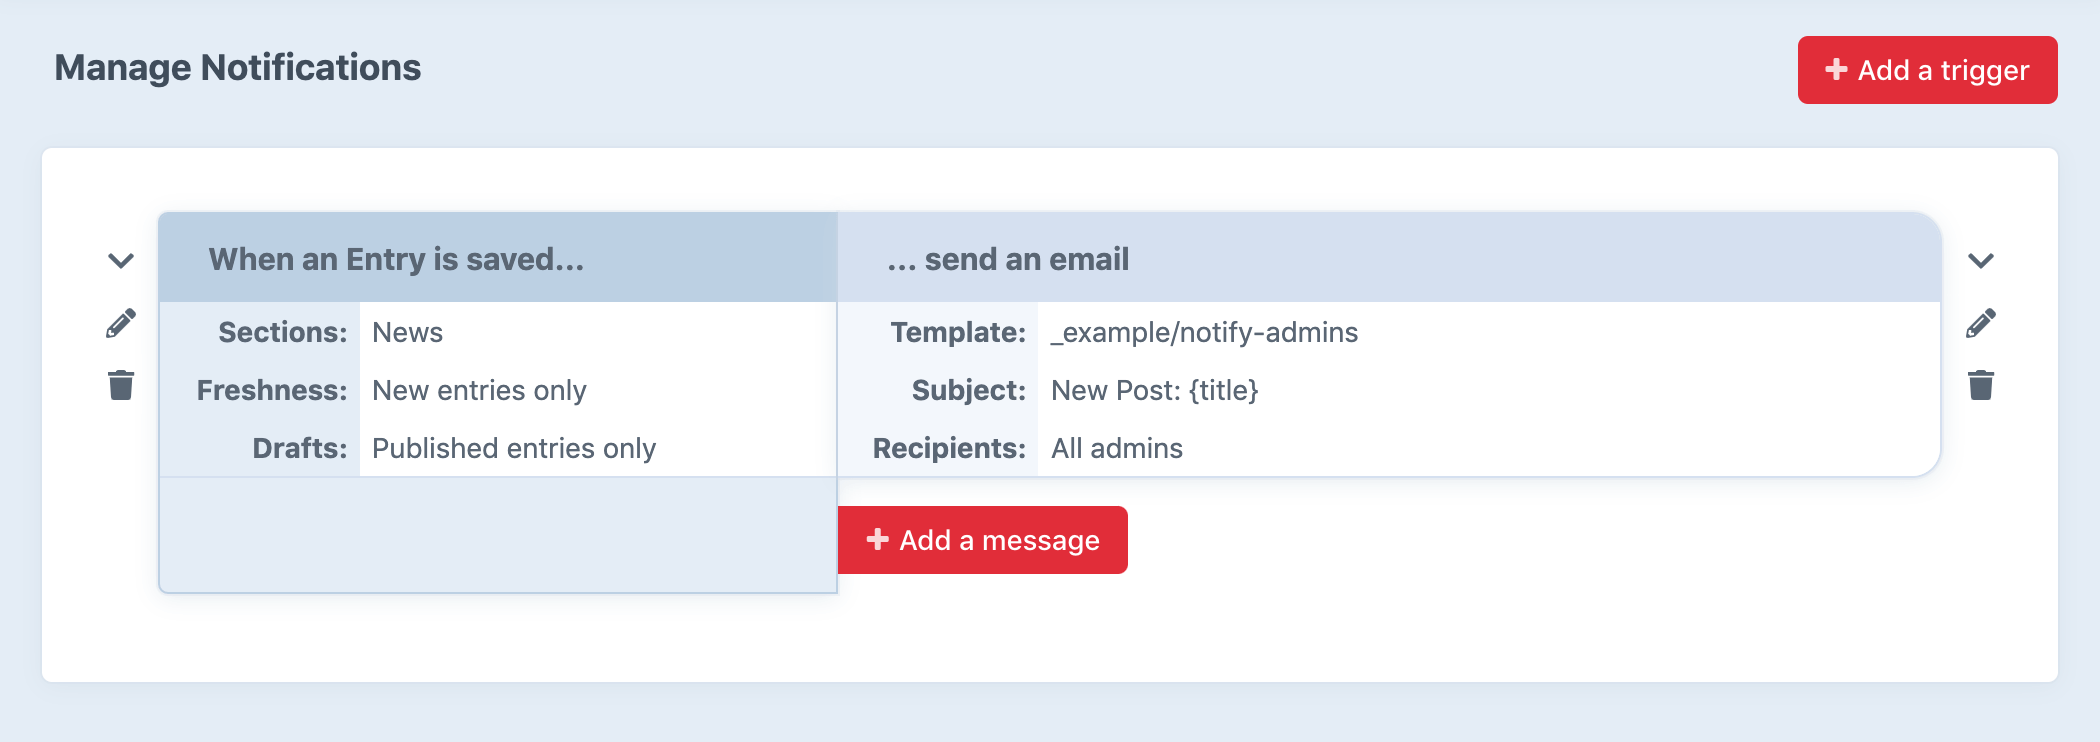 Manage Notifications
Add a trigger
When an Entry is saved...
Sections: News
Freshness: New entries only
Drafts: Published entries only
... send an email
Template: _example/notify-admins
Subject: New Post: {title}
Recipients: All admins
Add a message